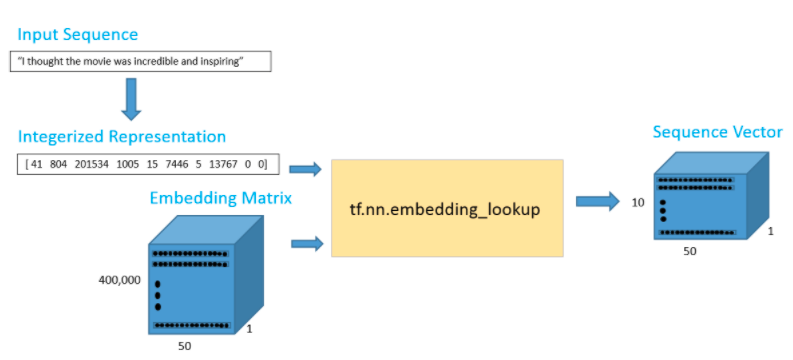 Input Sequence
"I thought the movie was incredible and inspiring"
Integerized Representation
[ 41 804 201534 1005 15 7446 5 13767 0 0]
Embedding Matrix
400,000
50
1
tf.nn.embedding_lookup
Sequence Vector
10
50
1